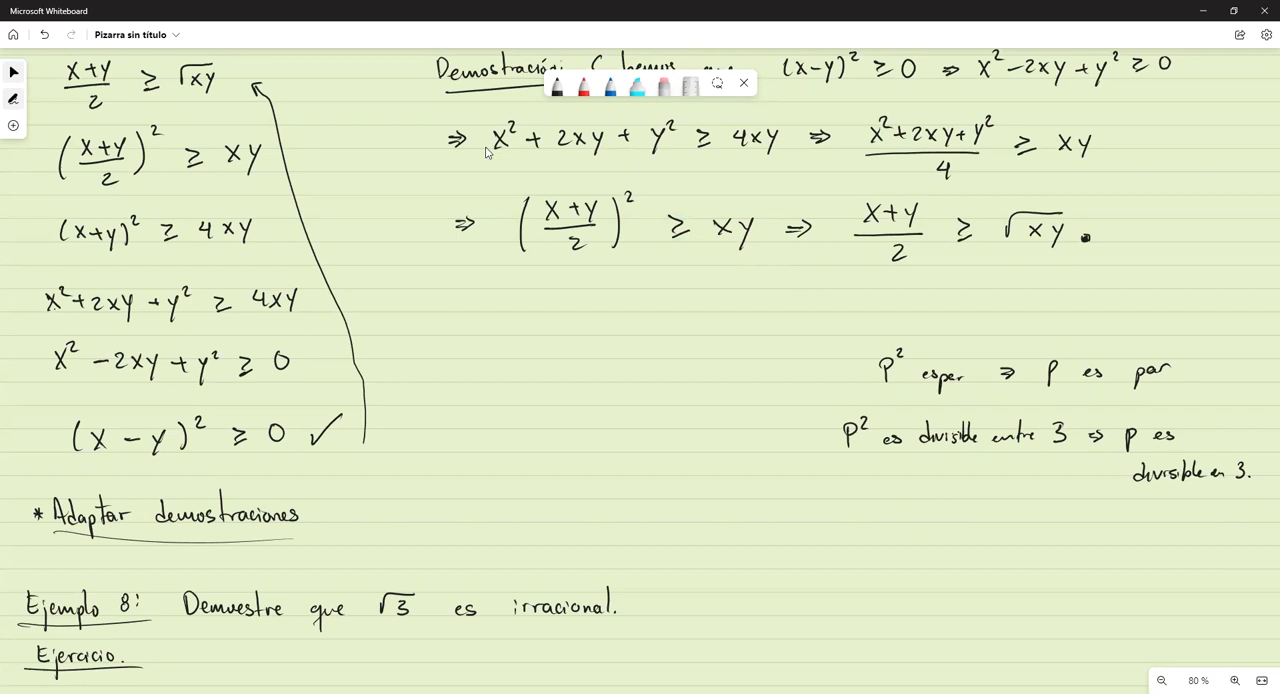 Microsoft Whiteboard
Pizarra sin título
x+y/2 ≥ √xy
(x+y/2)² ≥ xy
(x+y)² ≥ 4xy
x²+2xy+y² ≥ 4xy
x²-2xy+y² ≥ 0
(x-y)² ≥ 0 ✓
* Adaptar demostraciones
Demostración: (x-y)² ≥ 0 ⇒ x²-2xy+y² ≥ 0
⇒ x²+2xy+y² ≥ 4xy ⇒ x²+2xy+y²/4 ≥ xy
⇒ (x+y/2)² ≥ xy ⇒ x+y/2 ≥ √xy.
p² es par ⇒ p es par
p² es divisible entre 3 ⇒ p es
divisible en 3.
Ejemplo 8: Demuestre que √3 es irracional.
Ejercicio.
80 %